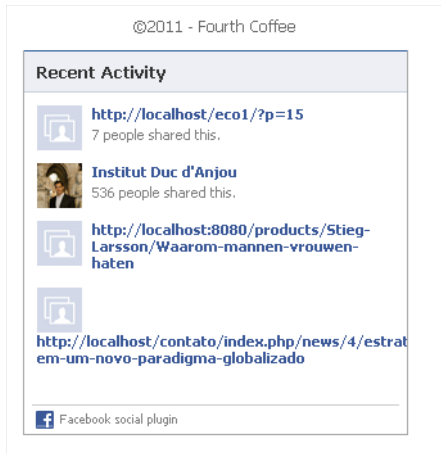 ©2011 - Fourth Coffee
Recent Activity
http://localhost/eco1/?p=15
7 people shared this.
Institut Duc d'Anjou
536 people shared this.
http://localhost:8080/products/Stieg-
Larsson/Waarom-mannen-vrouwen-
haten
http://localhost/contato/index.php/news/4/estrat
em-um-novo-paradigma-globalizado
Facebook social plugin